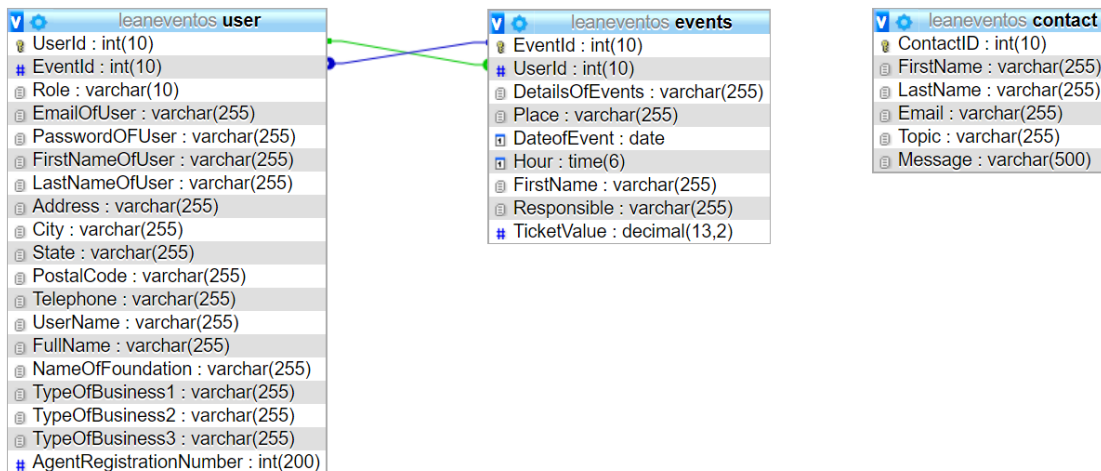 leaneventos user
UserId : int(10)
EventId : int(10)
Role : varchar(10)
EmailOfUser : varchar(255)
PasswordOFUser : varchar(255)
FirstNameOfUser : varchar(255)
LastNameOfUser : varchar(255)
Address : varchar(255)
City : varchar(255)
State : varchar(255)
PostalCode : varchar(255)
Telephone : varchar(255)
UserName : varchar(255)
FullName : varchar(255)
NameOfFoundation : varchar(255)
TypeOfBusiness1 : varchar(255)
TypeOfBusiness2 : varchar(255)
TypeOfBusiness3 : varchar(255)
AgentRegistrationNumber : int(200)
leaneventos events
EventId : int(10)
UserId : int(10)
DetailsOfEvents : varchar(255)
Place : varchar(255)
DateofEvent : date
Hour : time(6)
FirstName : varchar(255)
Responsible : varchar(255)
TicketValue : decimal(13,2)
leaneventos contact
ContactID : int(10)
FirstName : varchar(255)
LastName : varchar(255)
Email : varchar(255)
Topic : varchar(255)
Message : varchar(500)